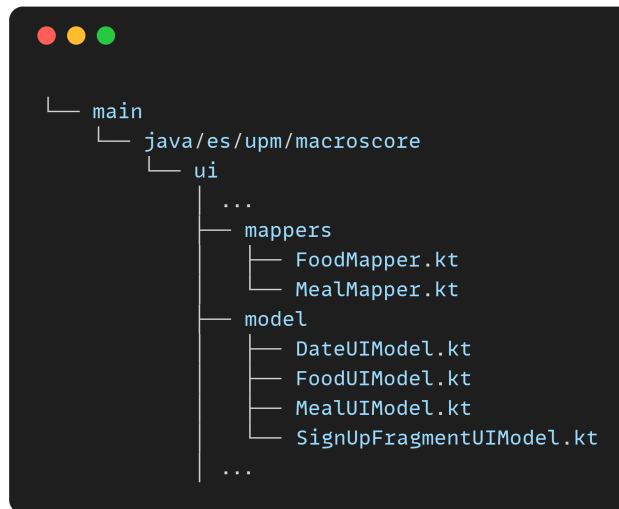 └── main
└── java/es/upm/macroscore
└── ui
│ ...
├── mappers
│ ├── FoodMapper.kt
│ └── MealMapper.kt
├── model
│ ├── DateUIModel.kt
│ ├── FoodUIModel.kt
│ ├── MealUIModel.kt
│ └── SignUpFragmentUIModel.kt
│ ...